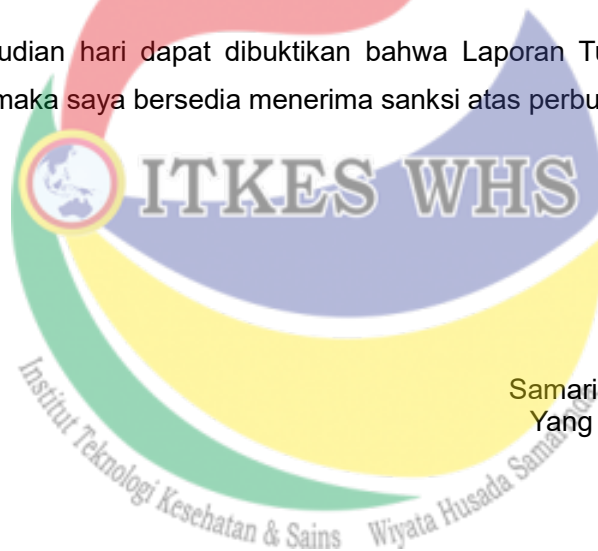 udian hari dapat dibuktikan bahwa Laporan Tu
maka saya bersedia menerima sanksi atas perbu
ITKES WHS
Samari
Yang
Institut Teknologi Kesehatan & Sains Wiyata Husada Samarinda